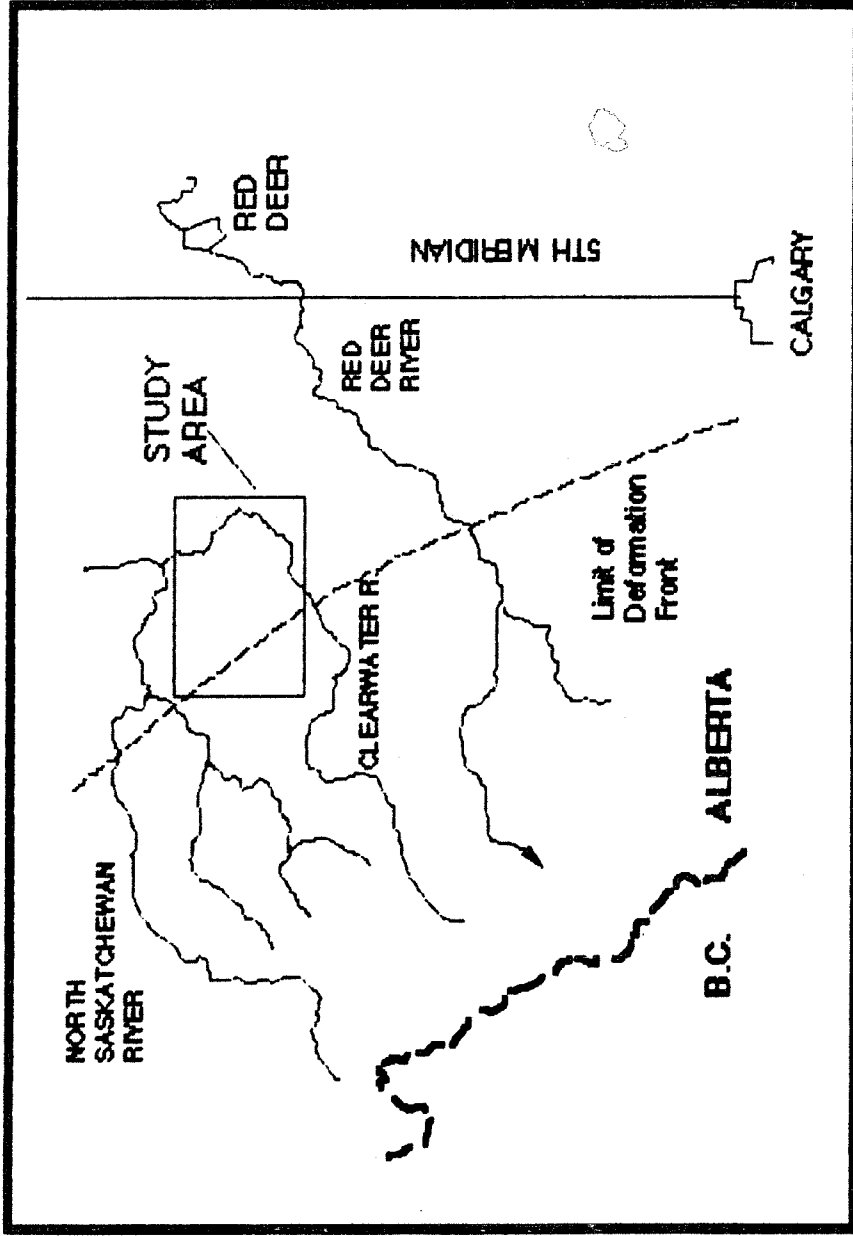 NORTH
SASKATCHEWAN
RIVER
STUDY
AREA
RED
DEER
RED
DEER
RIVER
5TH MERIDIAN
CLEARWATER R.
Limit of
Deformation
Front
CALGARY
B.C.
ALBERTA